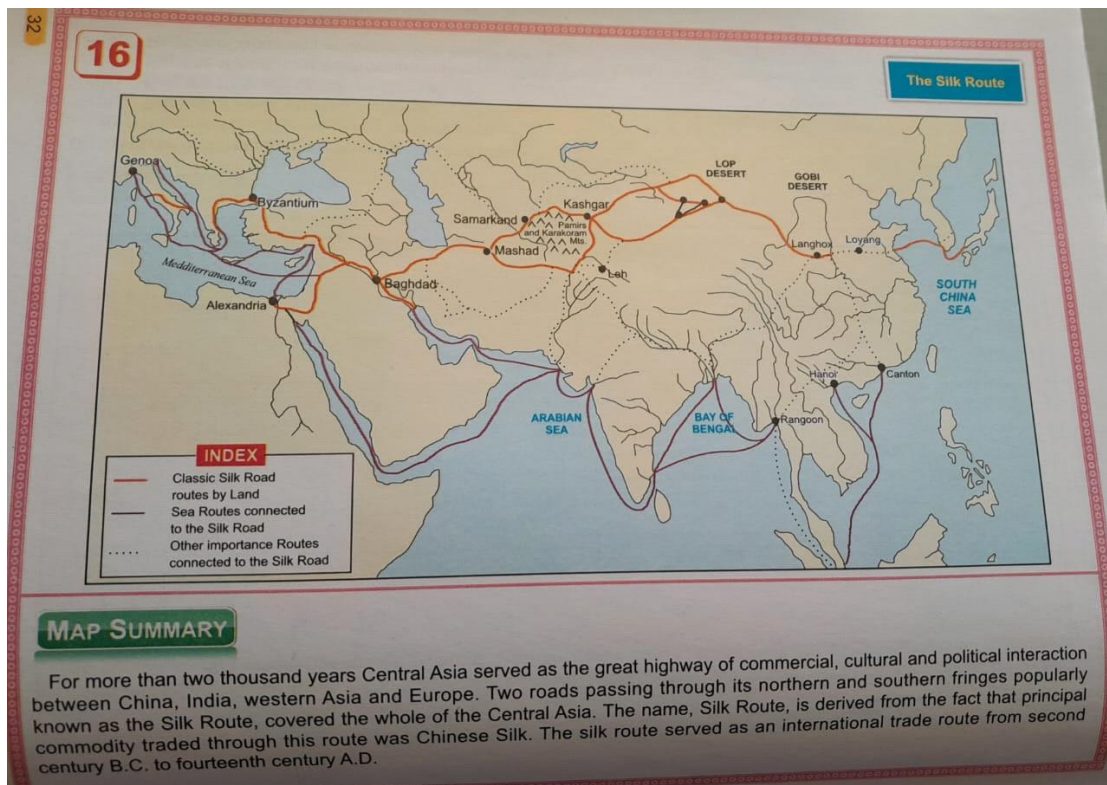 32
16
The Silk Route
Genoa
Byzantium
Samarkand
Kashgar
Pamirs
and Karakoram
Mts.
Mashad
LOP
DESERT
GOBI
DESERT
Langhox
Loyang
Leh
Medditerranean Sea
Baghdad
Alexandria
SOUTH
CHINA
SEA
Hanoi
Canton
Rangoon
ARABIAN
SEA
BAY OF
BENGAL
INDEX
Classic Silk Road
routes by Land
Sea Routes connected
to the Silk Road
Other importance Routes
connected to the Silk Road
MAP SUMMARY
For more than two thousand years Central Asia served as the great highway of commercial, cultural and political interaction
between China, India, western Asia and Europe. Two roads passing through its northern and southern fringes popularly
known as the Silk Route, covered the whole of the Central Asia. The name, Silk Route, is derived from the fact that principal
commodity traded through this route was Chinese Silk. The silk route served as an international trade route from second
century B.C. to fourteenth century A.D.